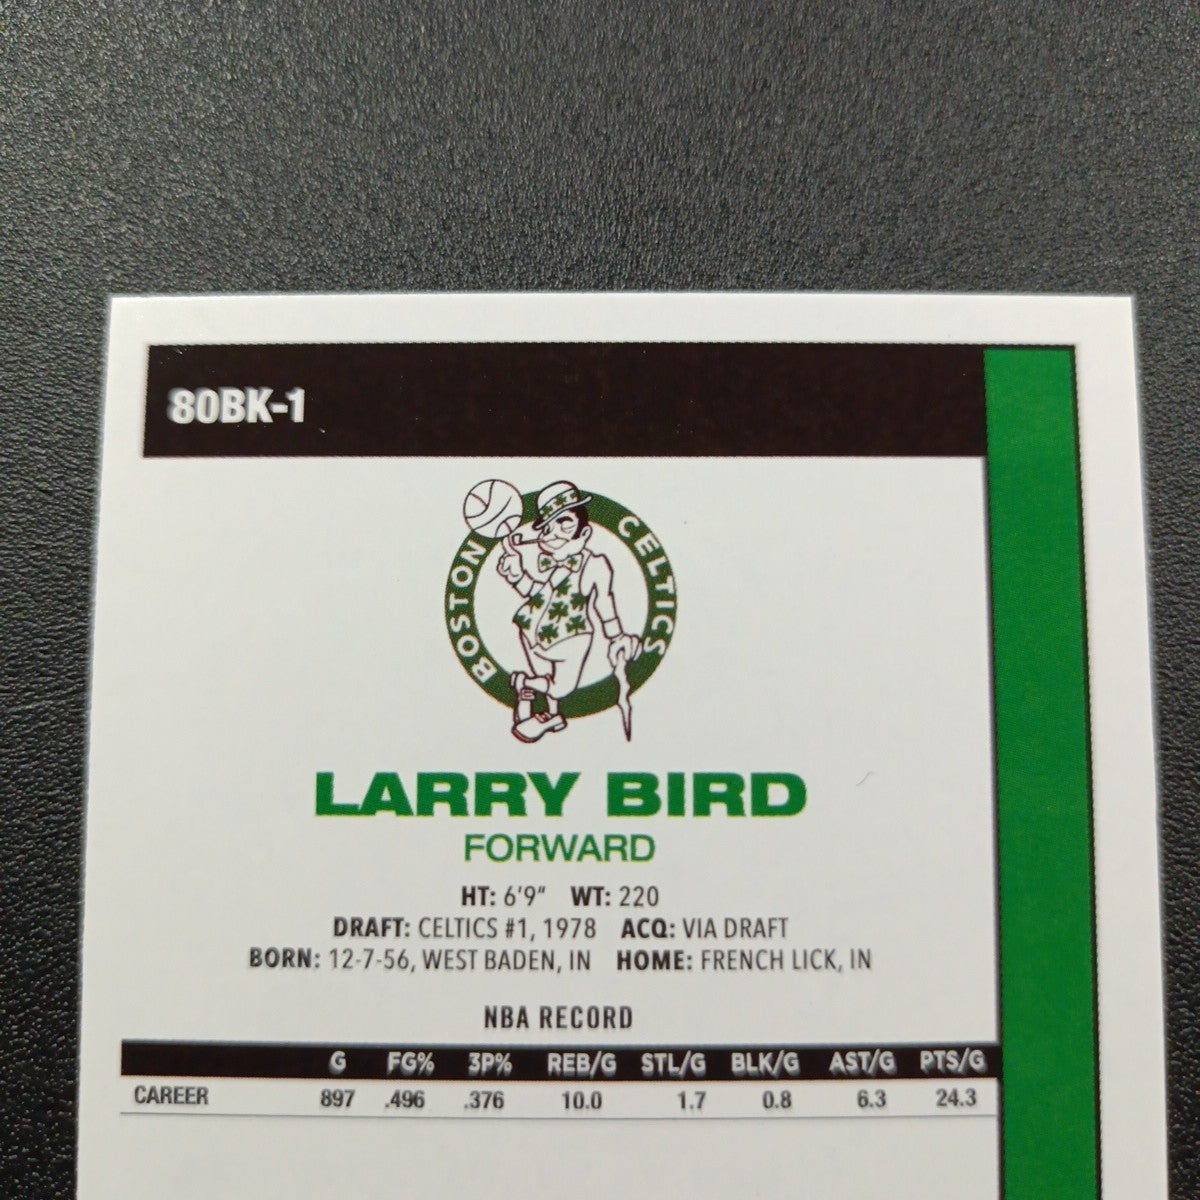 80BK-1
BOSTON CELTICS
LARRY BIRD
FORWARD
HT: 6'9" WT: 220
DRAFT: CELTICS #1, 1978 ACQ: VIA DRAFT
BORN: 12-7-56, WEST BADEN, IN HOME: FRENCH LICK, IN
NBA RECORD
G FG% 3P% REB/G STL/G BLK/G AST/G PTS/G
CAREER 897 .496 .376 10.0 1.7 0.8 6.3 24.3